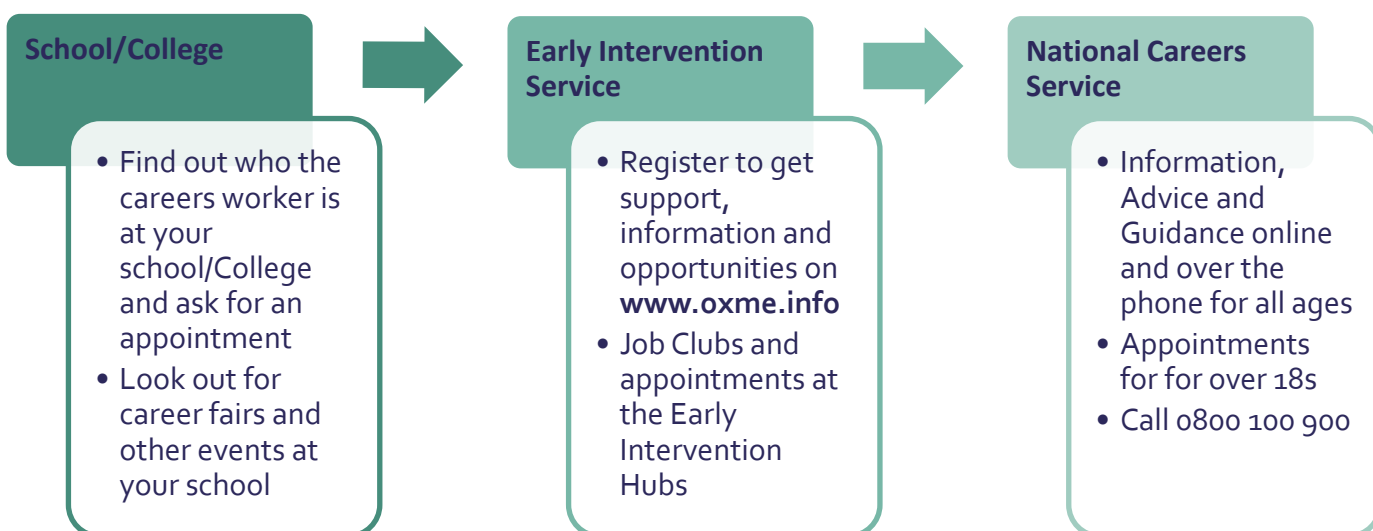 School/College
• Find out who the
careers worker is
at your
school/College
and ask for an
appointment
• Look out for
career fairs and
other events at
your school
Early Intervention
Service
• Register to get
support,
information and
opportunities on
www.oxme.info
• Job Clubs and
appointments at
the Early
Intervention
Hubs
National Careers
Service
• Information,
Advice and
Guidance online
and over the
phone for all ages
• Appointments
for for over 18s
• Call 0800 100 900